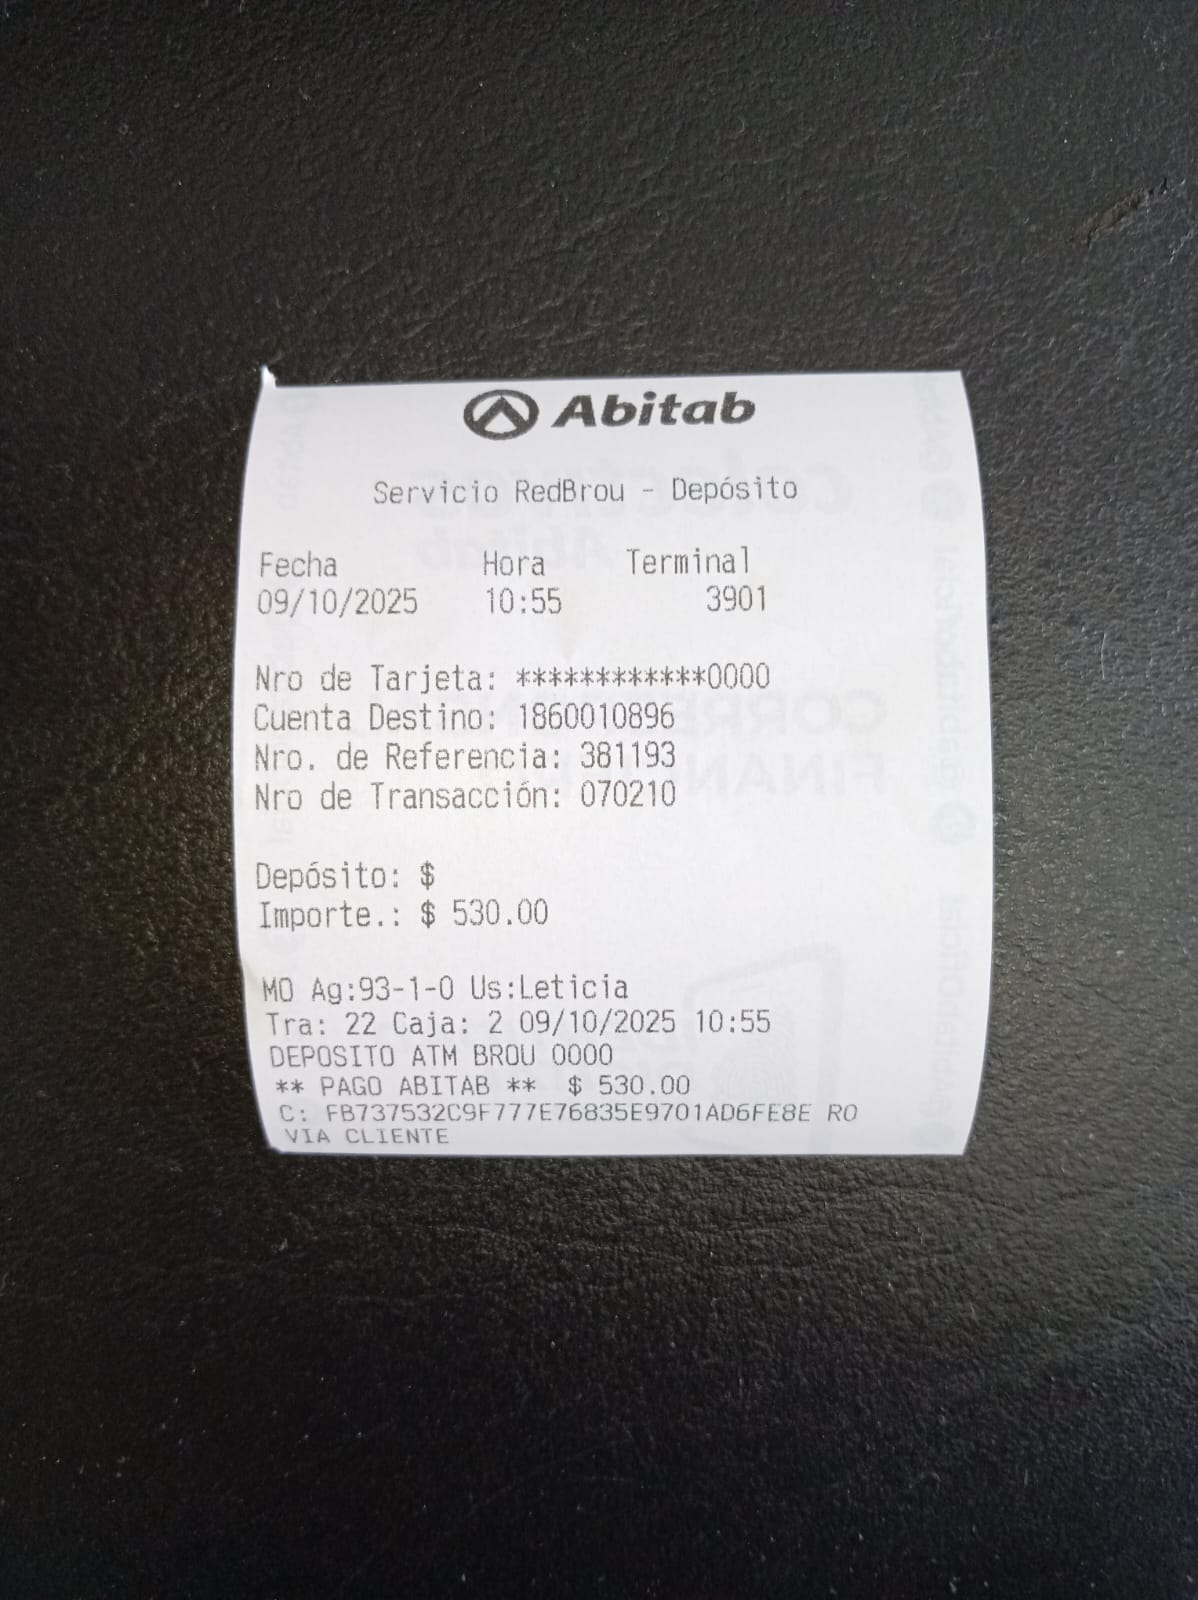 Abitab
Servicio RedBrou - Depósito
Fecha Hora Terminal
09/10/2025 10:55 3901
Nro de Tarjeta: ************0000
Cuenta Destino: 1860010896
Nro. de Referencia: 381193
Nro de Transacción: 070210
Depósito: $
Importe.: $ 530.00
MO Ag:93-1-0 Us:Leticia
Tra: 22 Caja: 2 09/10/2025 10:55
DEPOSITO ATM BROU 0000
** PAGO ABITAB ** $ 530.00
C: FB737532C9F777E76835E9701AD6FE8E RO
VIA CLIENTE